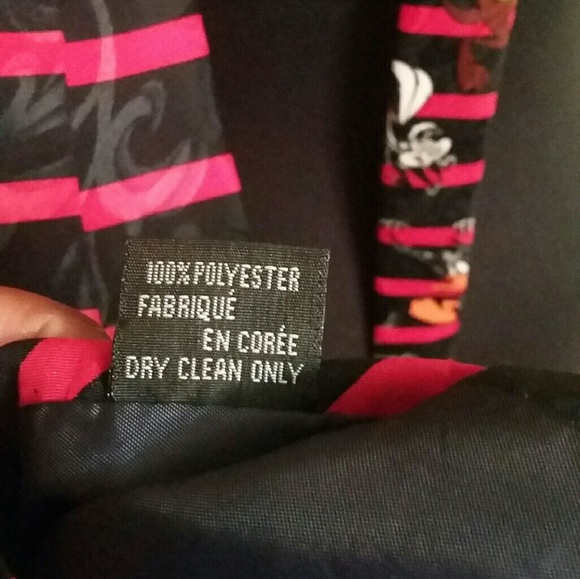 100% POLYESTER
FABRIQUÉ
EN CORÉE
DRY CLEAN ONLY